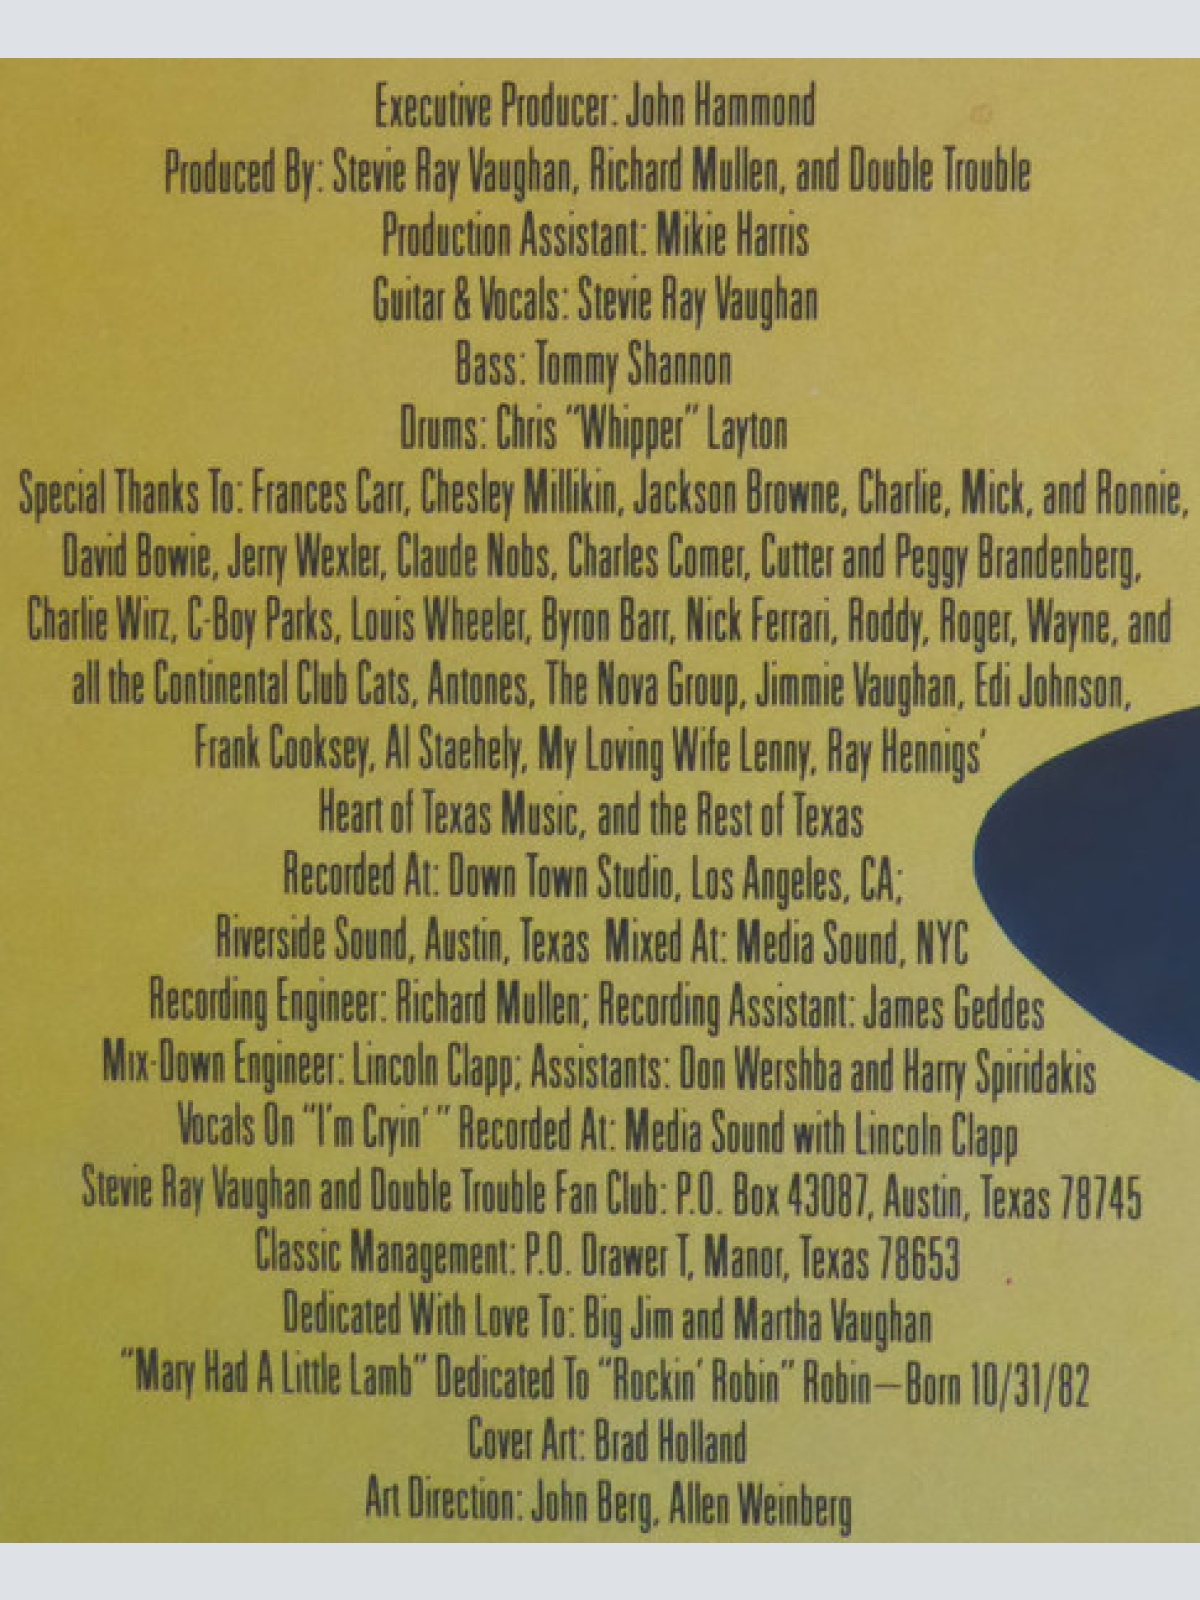 Executive Producer: John Hammond
Produced By: Stevie Ray Vaughan, Richard Mullen, and Double Trouble
Production Assistant: Mikie Harris
Guitar & Vocals: Stevie Ray Vaughan
Bass: Tommy Shannon
Drums: Chris “Whipper” Layton
Special Thanks To: Frances Carr, Chesley Millikin, Jackson Browne, Charlie, Mick, and Ronnie,
David Bowie, Jerry Wexler, Claude Nobs, Charles Comer, Cutter and Peggy Brandenberg,
Charlie Wirz, C-Boy Parks, Louis Wheeler, Byron Barr, Nick Ferrari, Roddy, Roger, Wayne, and
all the Continental Club Cats, Antones, The Nova Group, Jimmie Vaughan, Edi Johnson,
Frank Cooksey, Al Staehely, My Loving Wife Lenny, Ray Hennigs’
Heart of Texas Music, and the Rest of Texas
Recorded At: Down Town Studio, Los Angeles, CA;
Riverside Sound, Austin, Texas Mixed At: Media Sound, NYC
Recording Engineer: Richard Mullen; Recording Assistant: James Geddes
Mix-Down Engineer: Lincoln Clapp; Assistants: Don Wershba and Harry Spiridakis
Vocals On “I’m Cryin’ ” Recorded At: Media Sound with Lincoln Clapp
Stevie Ray Vaughan and Double Trouble Fan Club: P.O. Box 43087, Austin, Texas 78745
Classic Management: P.O. Drawer T, Manor, Texas 78653
Dedicated With Love To: Big Jim and Martha Vaughan
“Mary Had A Little Lamb” Dedicated To “Rockin’ Robin” Robin—Born 10/31/82
Cover Art: Brad Holland
Art Direction: John Berg, Allen Weinberg